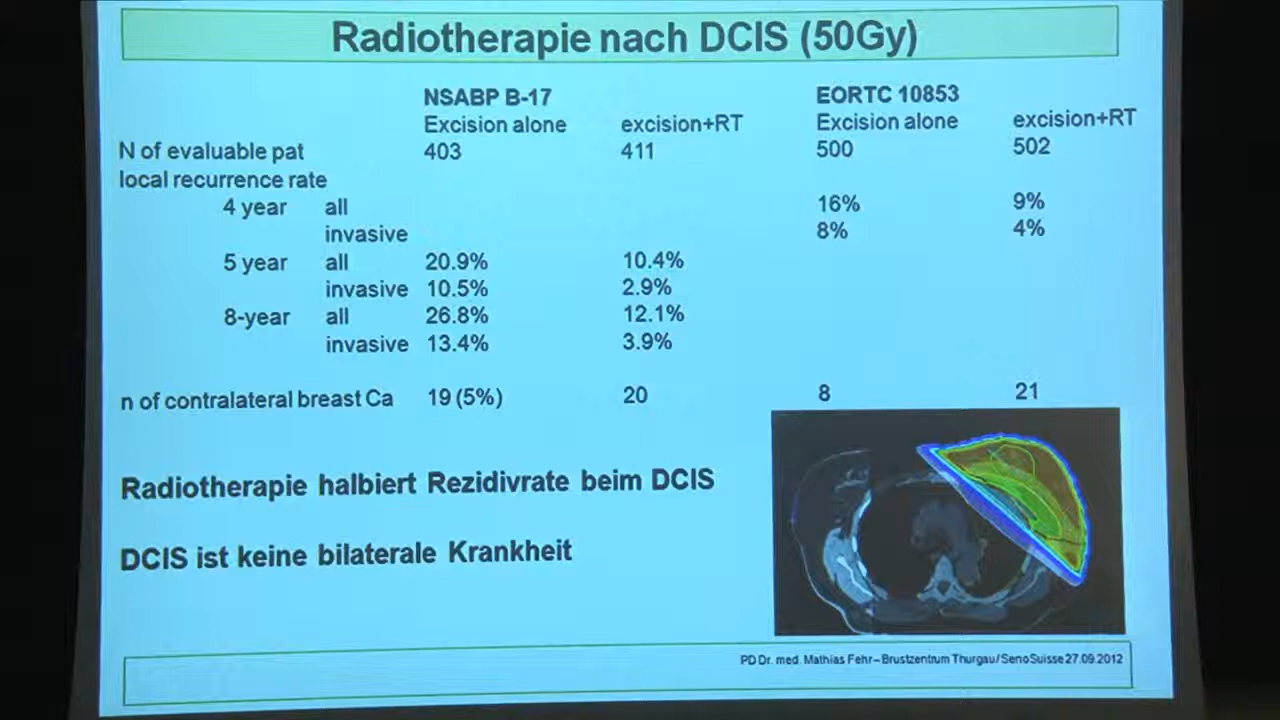 Radiotherapie nach DCIS (50Gy)
NSABP B-17 EORTC 10853
Excision alone excision+RT Excision alone excision+RT
N of evaluable pat 403 411 500 502
local recurrence rate
4 year all 16% 9%
invasive 8% 4%
5 year all 20.9% 10.4%
invasive 10.5% 2.9%
8-year all 26.8% 12.1%
invasive 13.4% 3.9%
n of contralateral breast Ca 19 (5%) 20 8 21
Radiotherapie halbiert Rezidivrate beim DCIS
DCIS ist keine bilaterale Krankheit
PD Dr. med. Mathias Fehr – Brustzentrum Thurgau / SenoSuisse 27.09.2012